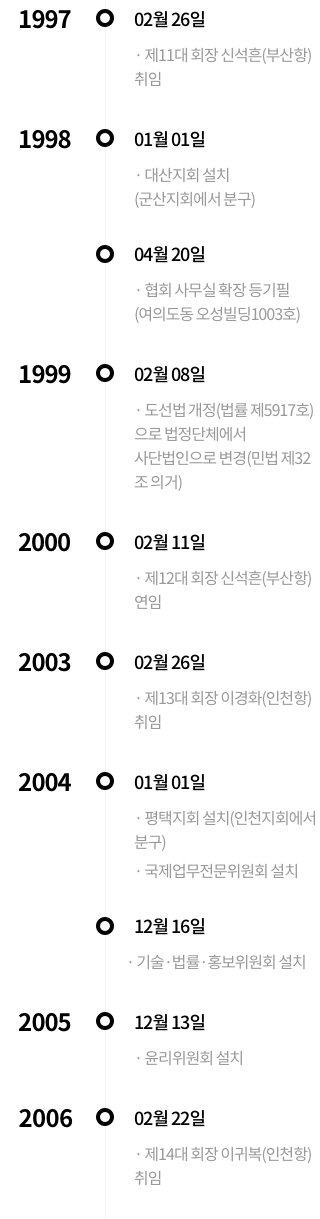 1997 02월 26일
· 제11대 회장 신석흔(부산항)
취임
1998 01월 01일
· 대산지회 설치
(군산지회에서 분구)
04월 20일
· 협회 사무실 확장 등기필
(여의도동 오성빌딩1003호)
1999 02월 08일
· 도선법 개정(법률 제5917호)
으로 법정단체에서
사단법인으로 변경(민법 제32
조 의거)
2000 02월 11일
· 제12대 회장 신석흔(부산항)
연임
2003 02월 26일
· 제13대 회장 이경화(인천항)
취임
2004 01월 01일
· 평택지회 설치(인천지회에서
분구)
· 국제업무전문위원회 설치
12월 16일
· 기술·법률·홍보위원회 설치
2005 12월 13일
· 윤리위원회 설치
2006 02월 22일
· 제14대 회장 이귀복(인천항)
취임